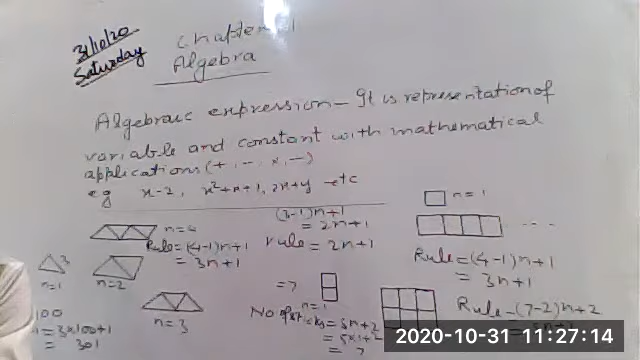 31/10/20
Saturday
Chapter 11
Algebra
Algebraic expression - It is representation of
variable and constant with mathematical
applications (+, -, ×, -)
eg x-2, x²+x+1, 2x+y etc
n=1
n=4
Rule = (4-1)n+1
= 3n+1
(3-1)n+1
= 2n+1
rule = 2n+1
Rule = (4-1)n+1
= 3n+1
3
n=1
n=2
n=3
=7
n=1
No of sticks = 5n+2
= 5×1+2
= 7
Rule = (7-2)n+2
100
= 3×100+1
= 301
2020-10-31 11:27:14